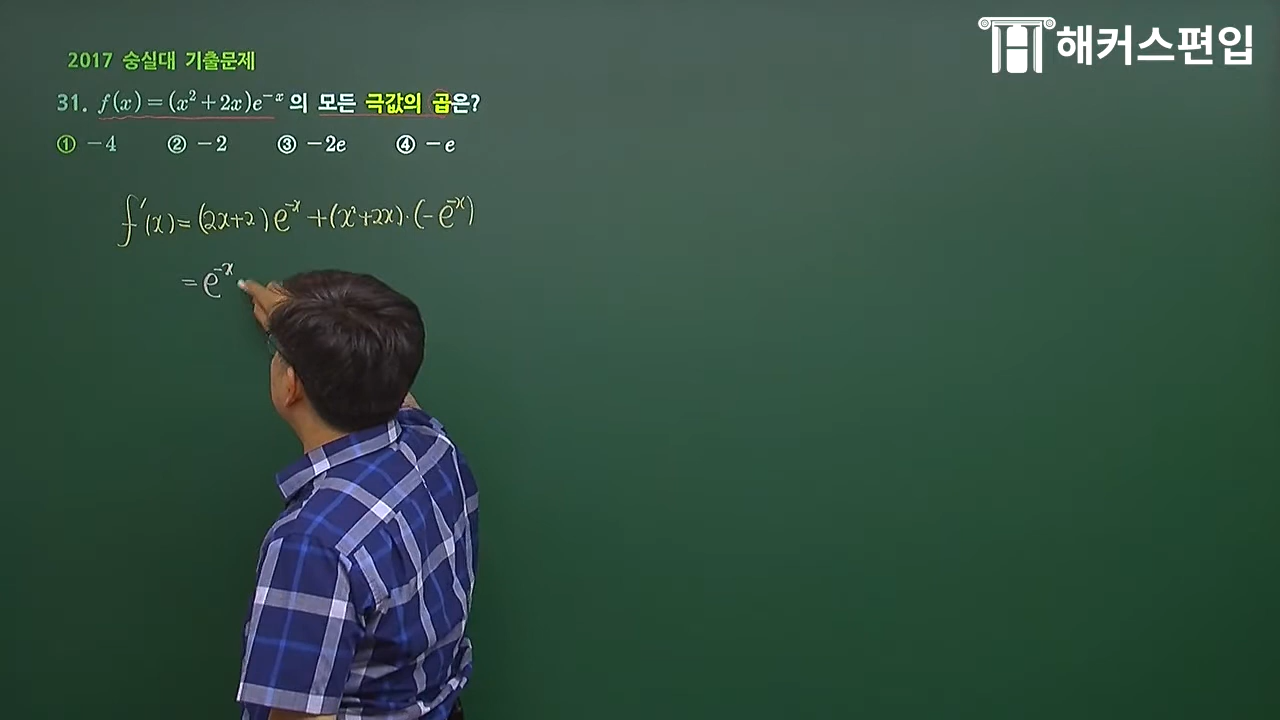 해커스편입
2017 숭실대 기출문제
31. f(x)=(x²+2x)e⁻ˣ의 모든 극값의 곱은?
① -4 ② -2 ③ -2e ④ -e
f'(x)=(2x+2)e⁻ˣ+(x²+2x)·(-e⁻ˣ)
=e⁻ˣ